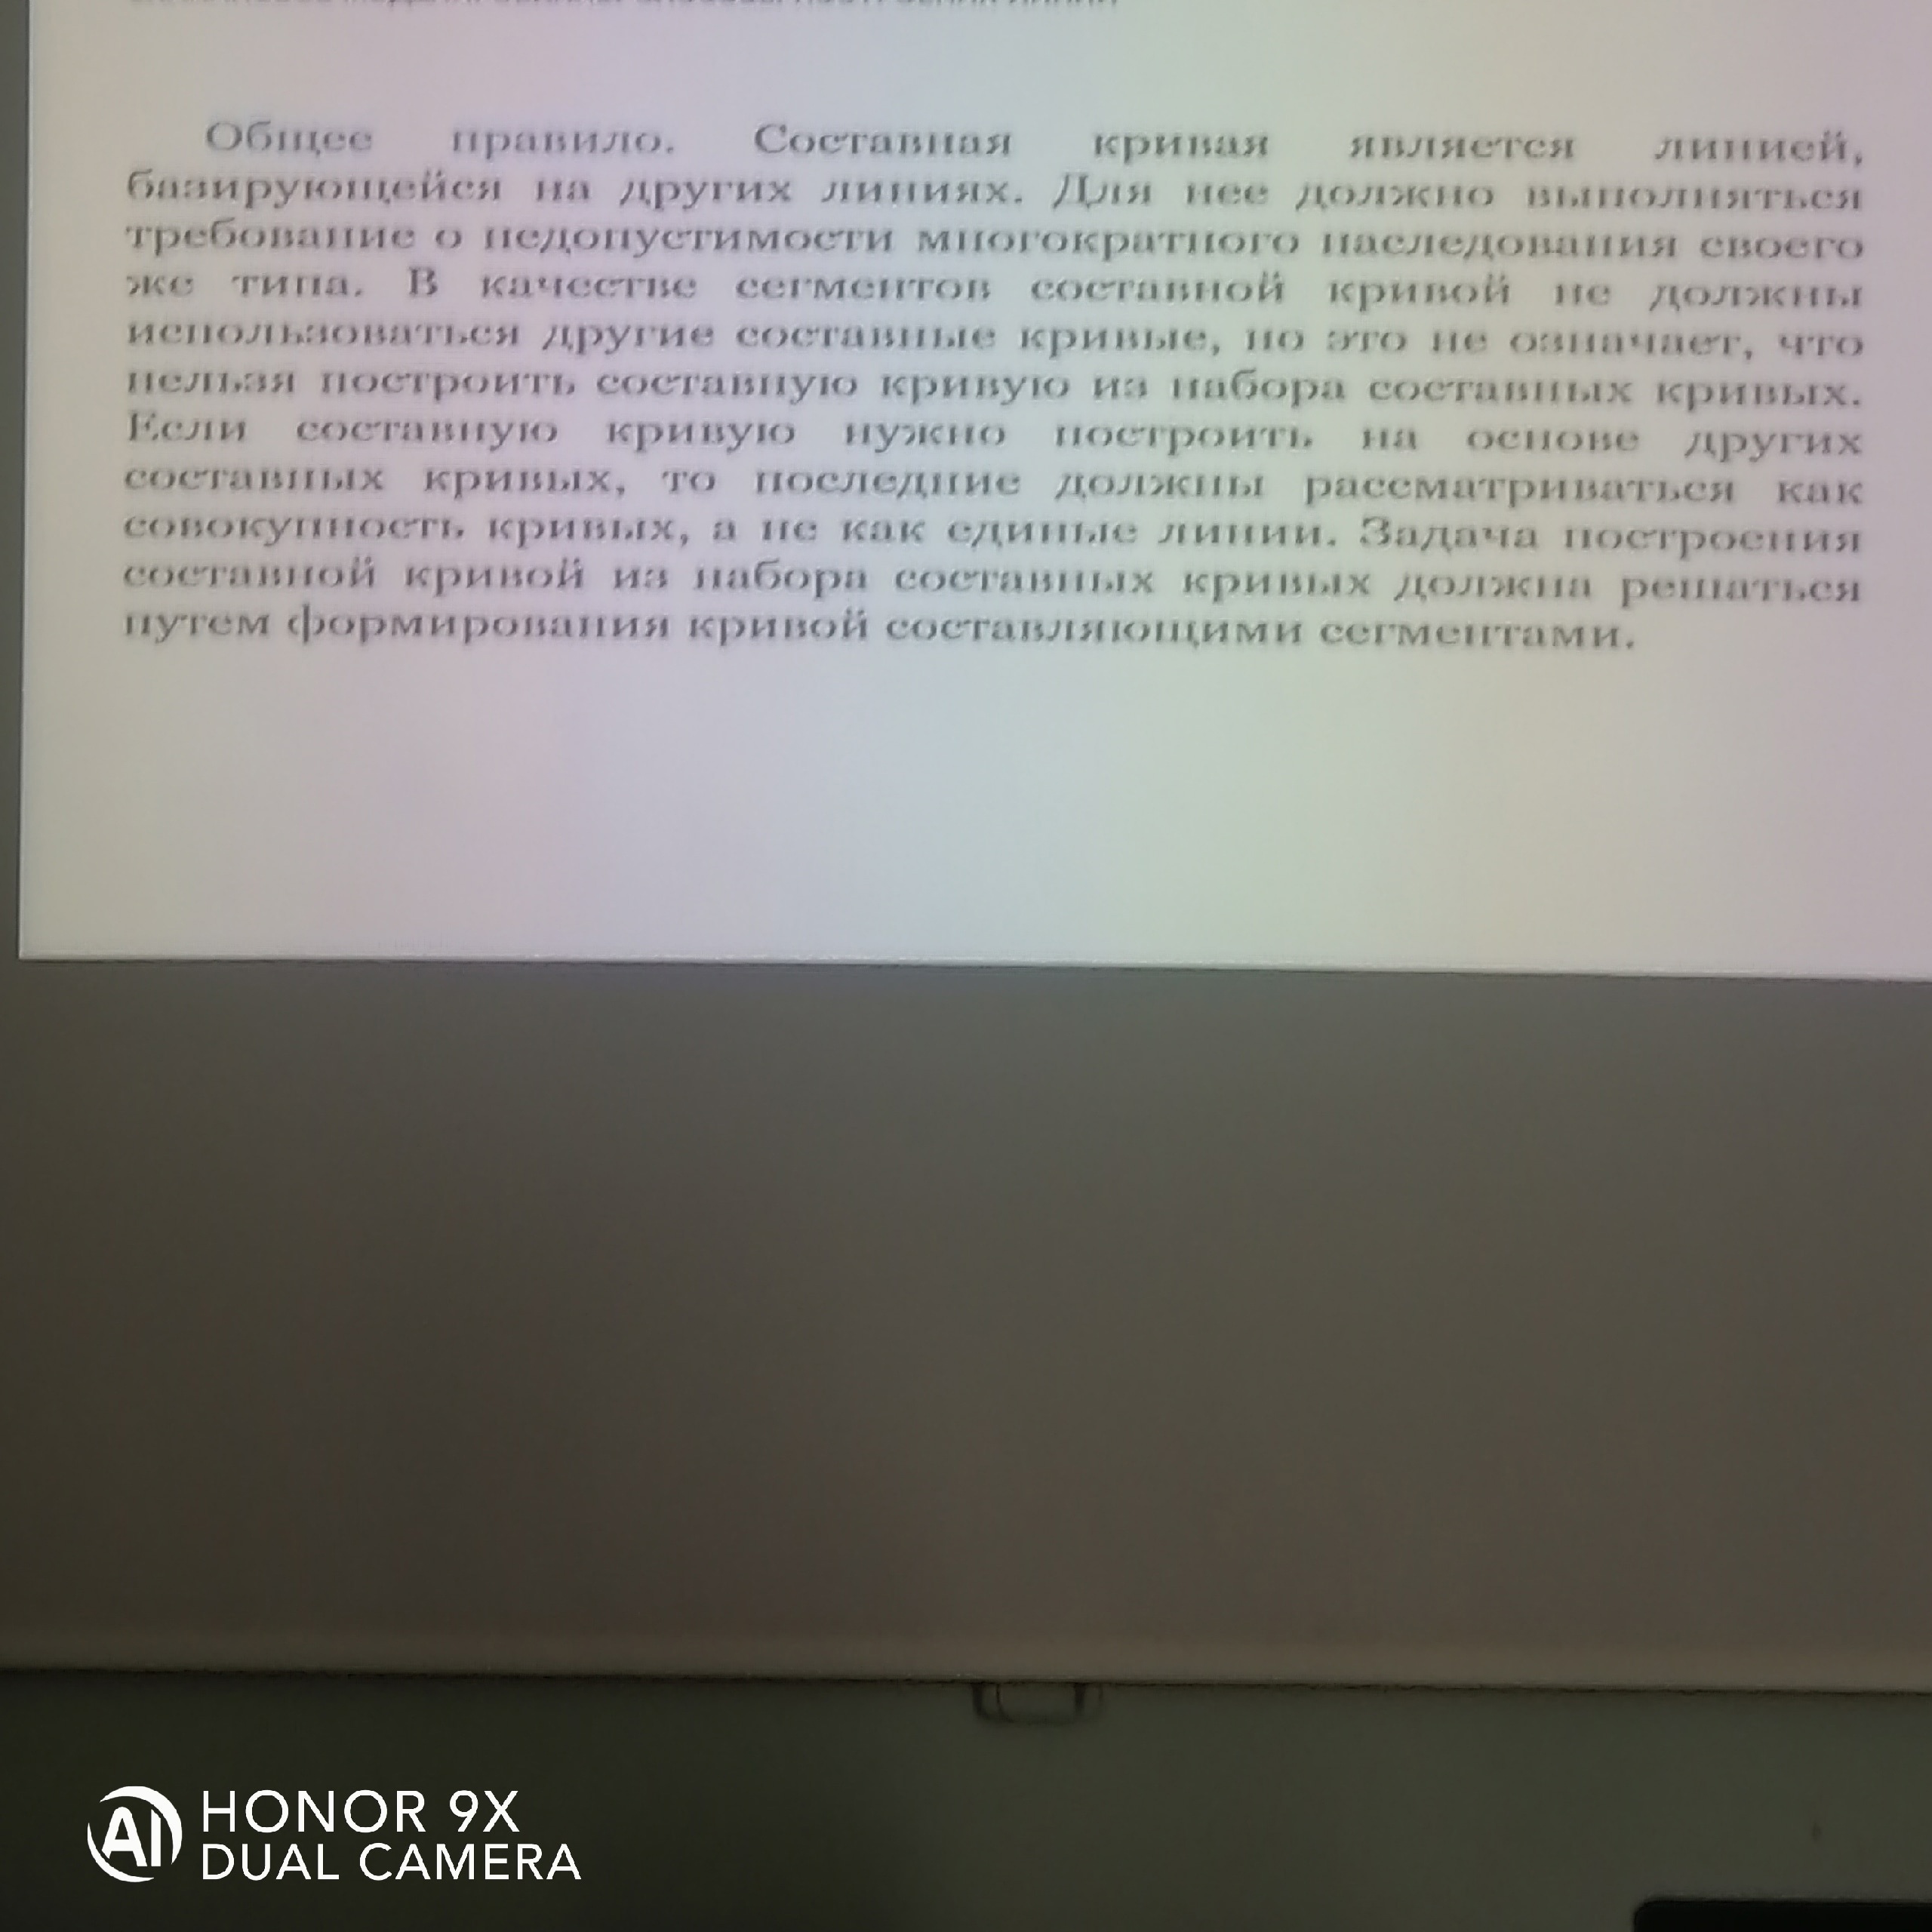 Общее правило. Составная кривая является линией,
базирующейся на других линиях. Для нее должно выполняться
требование о недопустимости многократного наследования своего
же типа. В качестве сегментов составной кривой не должны
использоваться другие составные кривые, но это не означает, что
нельзя построить составную кривую из набора составных кривых.
Если составную кривую нужно построить на основе других
составных кривых, то последние должны рассматриваться как
совокупность кривых, а не как единые линии. Задача построения
составной кривой из набора составных кривых должна решаться
путем формирования кривой составляющими сегментами.
AI HONOR 9X
DUAL CAMERA